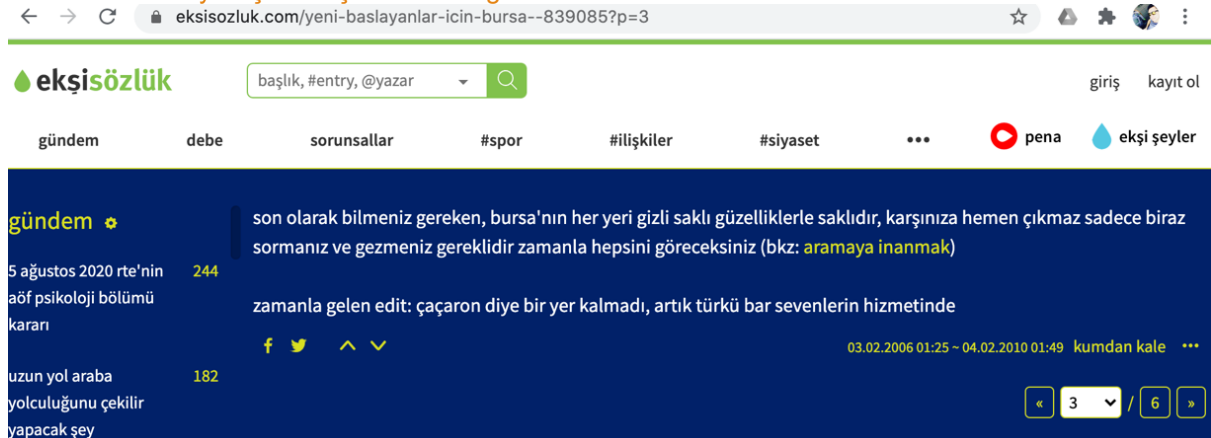 eksisozluk.com/yeni-baslayanlar-icin-bursa--839085?p=3
ekşisözlük
başlık, #entry, @yazar
giriş kayıt ol
gündem debe sorunsallar #spor #ilişkiler #siyaset ••• pena ekşi şeyler
gündem
5 ağustos 2020 rte'nin 244
aöf psikoloji bölümü
kararı
uzun yol araba 182
yolculuğunu çekilir
yapacak şey
son olarak bilmeniz gereken, bursa'nın her yeri gizli saklı güzelliklerle saklıdır, karşınıza hemen çıkmaz sadece biraz
sormanız ve gezmeniz gereklidir zamanla hepsini göreceksiniz (bkz: aramaya inanmak)
zamanla gelen edit: çaçaron diye bir yer kalmadı, artık türkü bar sevenlerin hizmetinde
03.02.2006 01:25 ~ 04.02.2010 01:49 kumdan kale •••
« 3 / 6 »